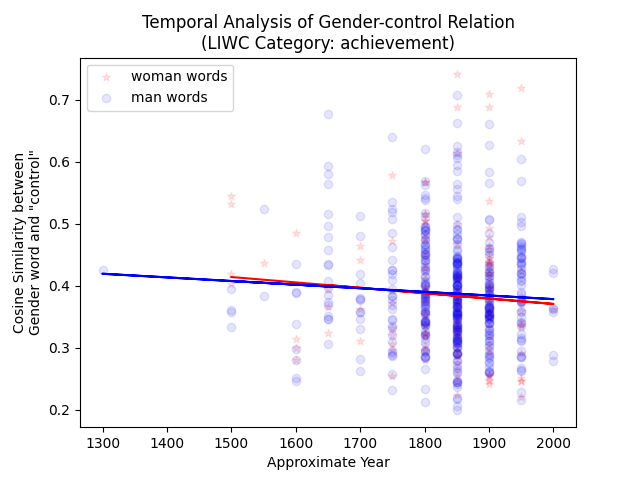 Temporal Analysis of Gender-control Relation
(LIWC Category: achievement)
woman words
man words
Cosine Similarity between
Gender word and "control"
0.7
0.6
0.5
0.4
0.3
0.2
1300 1400 1500 1600 1700 1800 1900 2000
Approximate Year